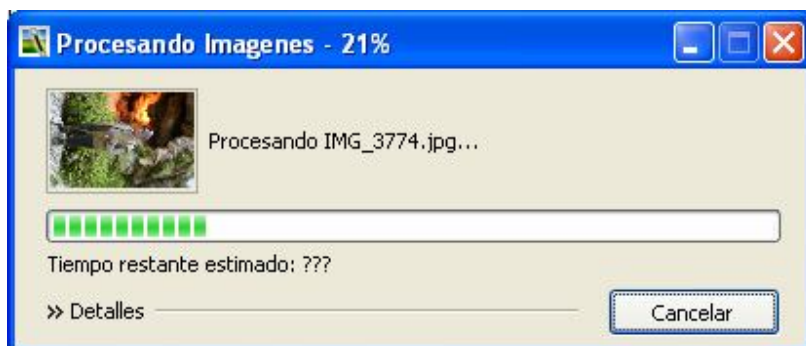 Procesando Imagenes - 21%
Procesando IMG_3774.jpg...
Tiempo restante estimado: ???
>> Detalles
Cancelar